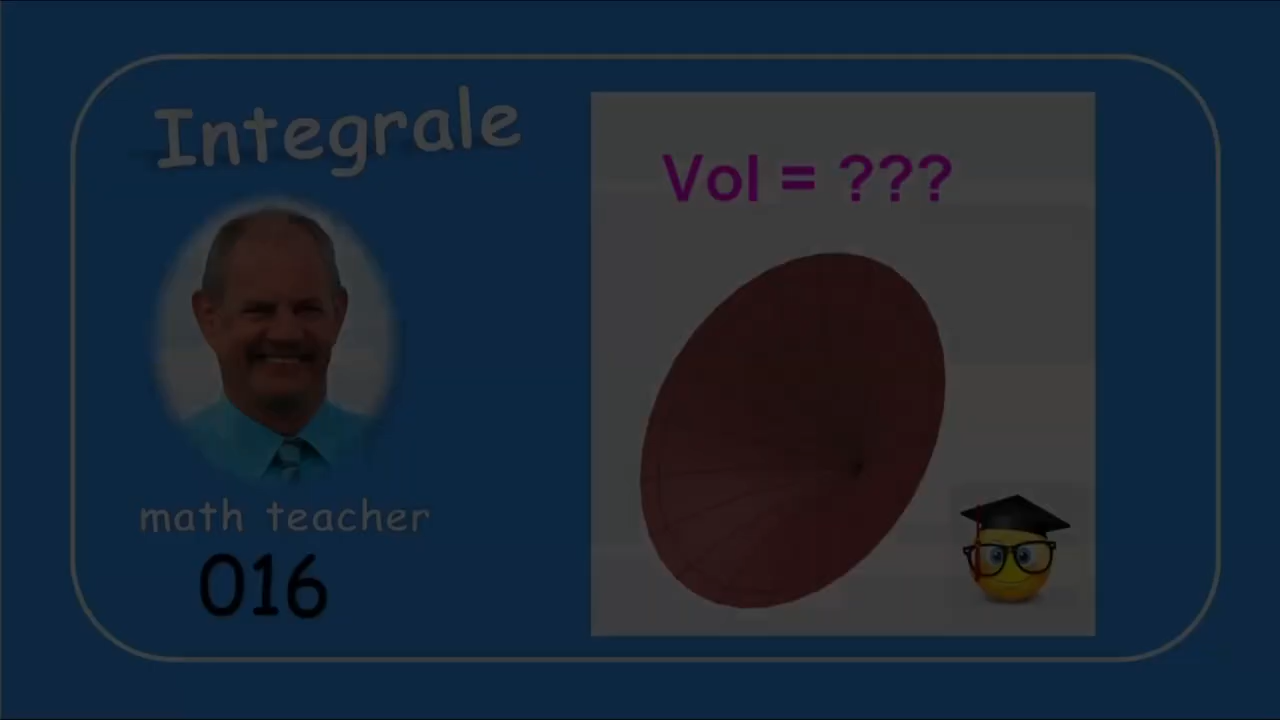 Integrale
math teacher
016
Vol = ???